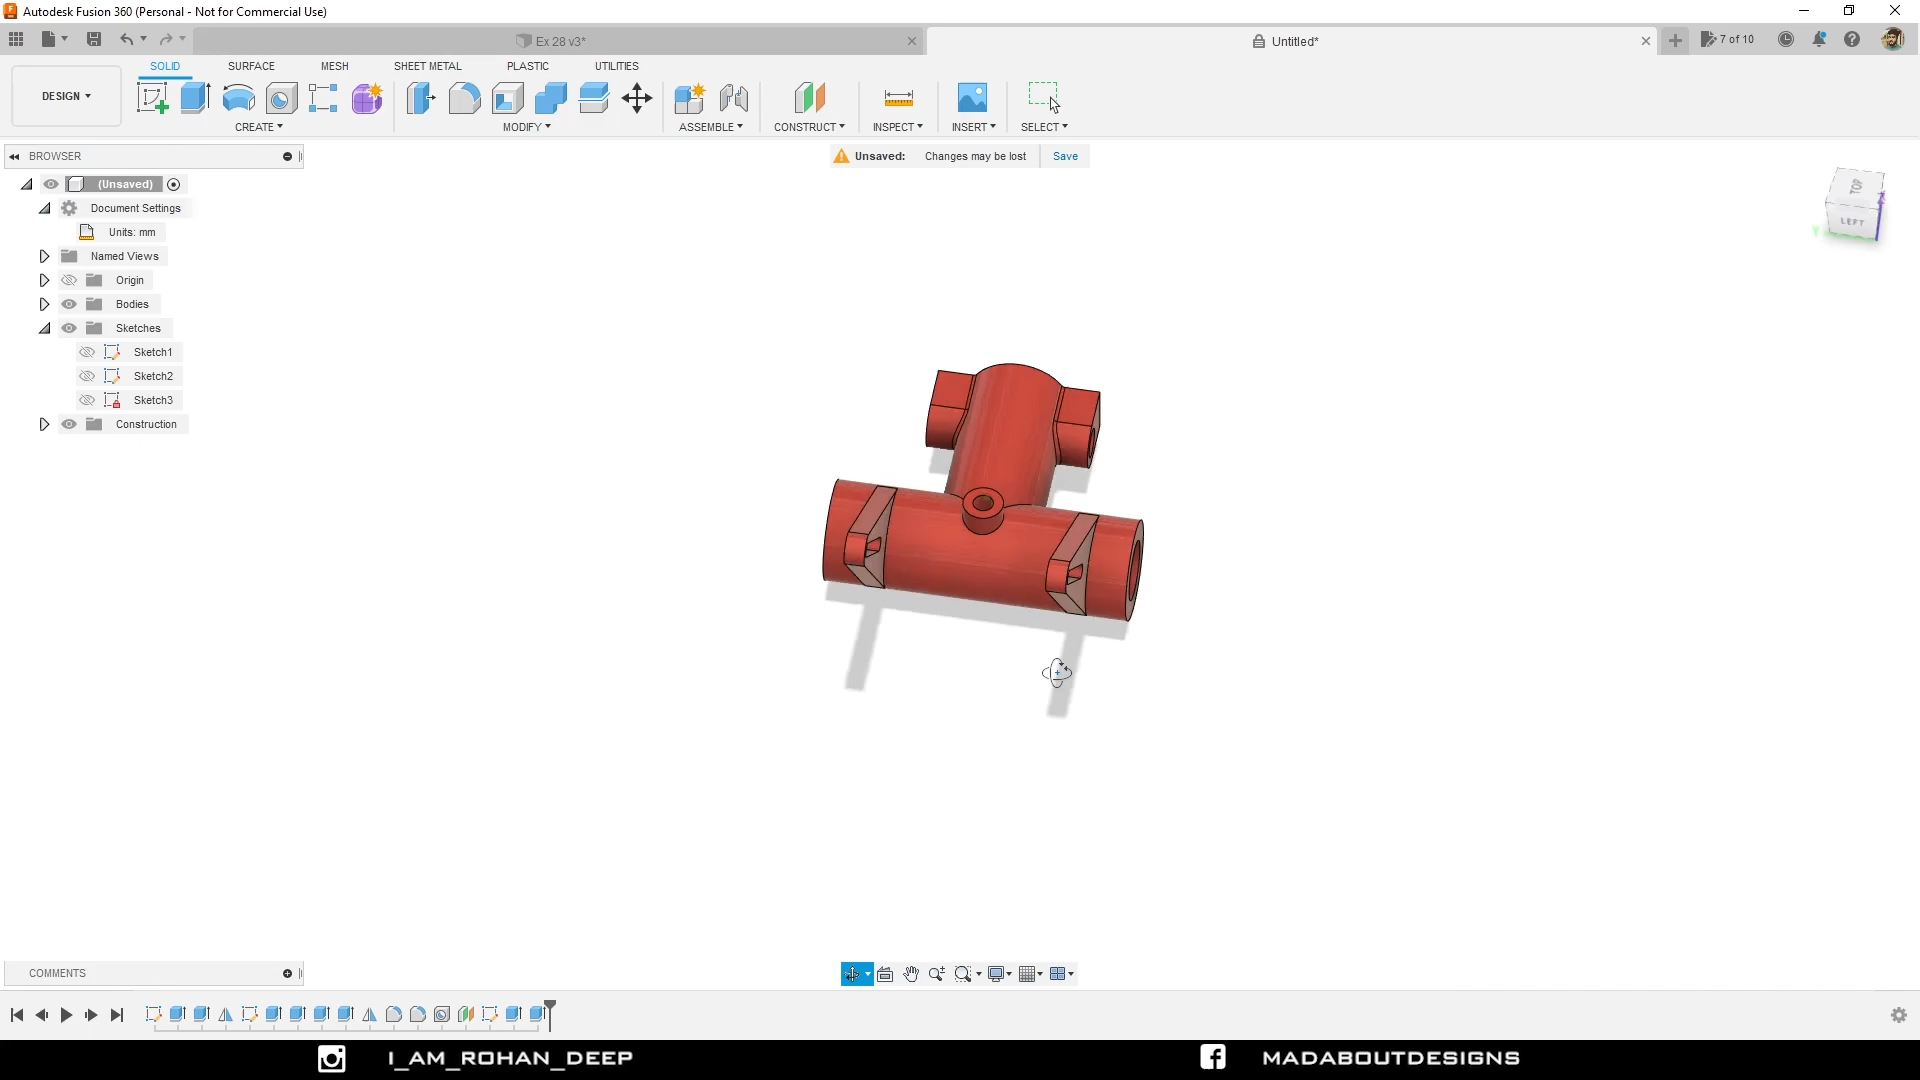 Autodesk Fusion 360 (Personal - Not for Commercial Use)
Ex 28 v3*
Untitled*
7 of 10
DESIGN
SOLID
SURFACE
MESH
SHEET METAL
PLASTIC
UTILITIES
CREATE
MODIFY
ASSEMBLE
CONSTRUCT
INSPECT
INSERT
SELECT
BROWSER
Unsaved: Changes may be lost Save
(Unsaved)
Document Settings
Units: mm
Named Views
Origin
Bodies
Sketches
Sketch1
Sketch2
Sketch3
Construction
TOP
LEFT
COMMENTS
I_AM_ROHAN_DEEP
MADABOUTDESIGNS